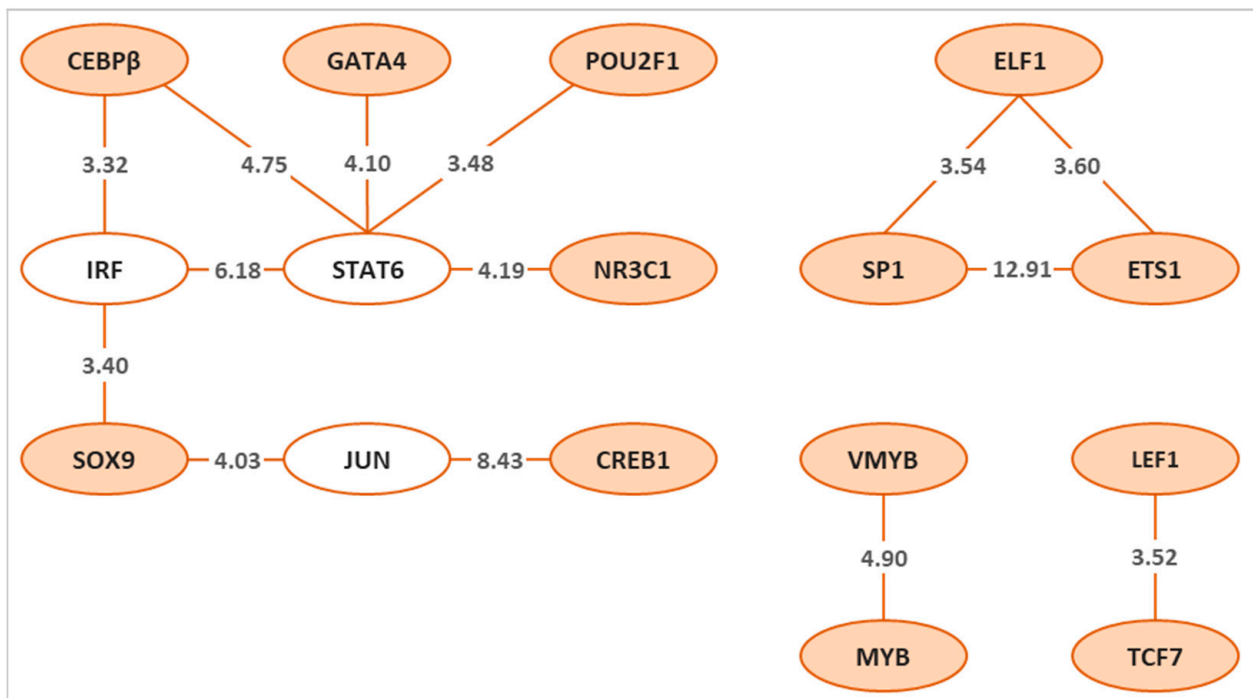 CEBPβ
GATA4
POU2F1
ELF1
3.32
4.75
4.10
3.48
3.54
3.60
IRF
6.18
STAT6
4.19
NR3C1
SP1
12.91
ETS1
3.40
SOX9
4.03
JUN
8.43
CREB1
VMYB
LEF1
4.90
3.52
MYB
TCF7